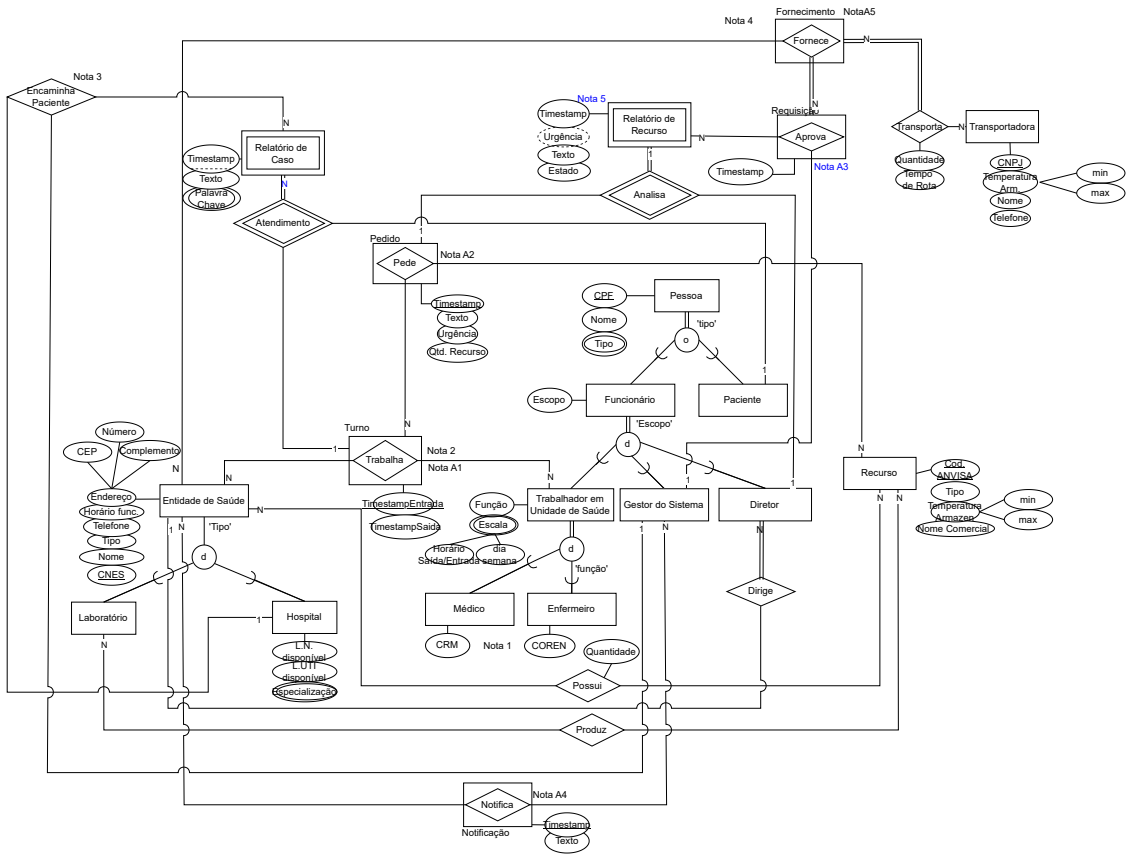 Fornecimento
NotaA5
Nota 4
Fornece
N
Nota 3
Encaminha
Paciente
N
Relatório de
Caso
Timestamp
Texto
Palavra
Chave
N
Atendimento
Nota 5
Timestamp
Urgência
Texto
Estado
Relatório de
Recurso
N
1
Analisa
N
Requisição
Aprova
Nota A3
Timestamp
Transporta
N
Transportadora
Quantidade
Tempo
de Rota
CNPJ
Temperatura
Arm.
Nome
Telefone
min
max
1
Pedido
Pede
Nota A2
Timestamp
Texto
Urgência
Qtd. Recurso
N
CPF
Nome
Tipo
Pessoa
'tipo'
o
1
Escopo
Funcionário
Paciente
'Escopo'
d
Turno
1
Trabalha
Nota 2
Nota A1
TimestampEntrada
TimestampSaida
N
N
N
Número
CEP
Complemento
Endereço
Horário func.
Telefone
Tipo
Nome
CNES
Entidade de Saúde
N
1
N
'Tipo'
d
Função
Escala
Horário
Saída/Entrada
dia
semana
Trabalhador em
Unidade de Saúde
1
Gestor do Sistema
1
Diretor
1
N
N
d
'função'
N
Recurso
N
N
Cod.
ANVISA
Tipo
Temperatura
Armazen
Nome Comercial
min
max
Dirige
Laboratório
N
1
Hospital
L.N.
disponível
L.UTI
disponível
Especialização
Médico
CRM
Nota 1
Enfermeiro
COREN
Quantidade
Possui
Produz
Notifica
Nota A4
Notificação
Timestamp
Texto